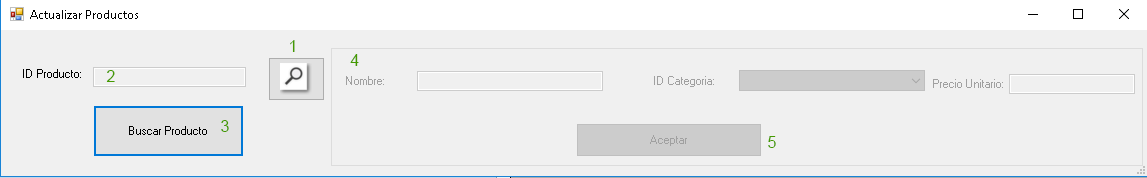 Actualizar Productos
1
4
ID Producto: 2
Nombre: ID Categoria: Precio Unitario:
Buscar Producto 3
Aceptar 5